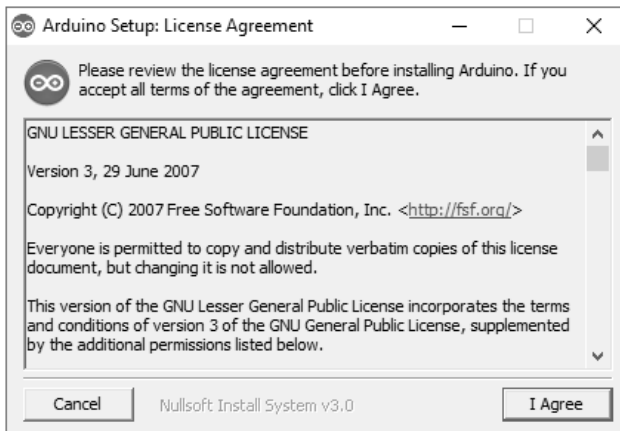 Arduino Setup: License Agreement
Please review the license agreement before installing Arduino. If you
accept all terms of the agreement, click I Agree.
GNU LESSER GENERAL PUBLIC LICENSE
Version 3, 29 June 2007
Copyright (C) 2007 Free Software Foundation, Inc. <http://fsf.org/>
Everyone is permitted to copy and distribute verbatim copies of this license
document, but changing it is not allowed.
This version of the GNU Lesser General Public License incorporates the terms
and conditions of version 3 of the GNU General Public License, supplemented
by the additional permissions listed below.
Cancel
Nullsoft Install System v3.0
I Agree